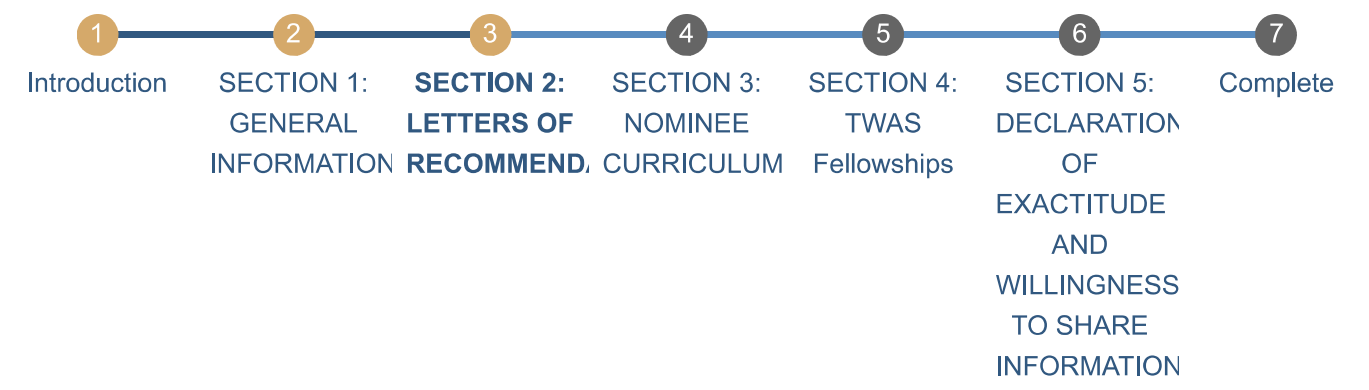 1
2
3
4
5
6
7
Introduction
SECTION 1:
GENERAL
INFORMATION
SECTION 2:
LETTERS OF
RECOMMEND
SECTION 3:
NOMINEE
CURRICULUM
SECTION 4:
TWAS
Fellowships
SECTION 5:
DECLARATION
OF
EXACTITUDE
AND
WILLINGNESS
TO SHARE
INFORMATION
Complete